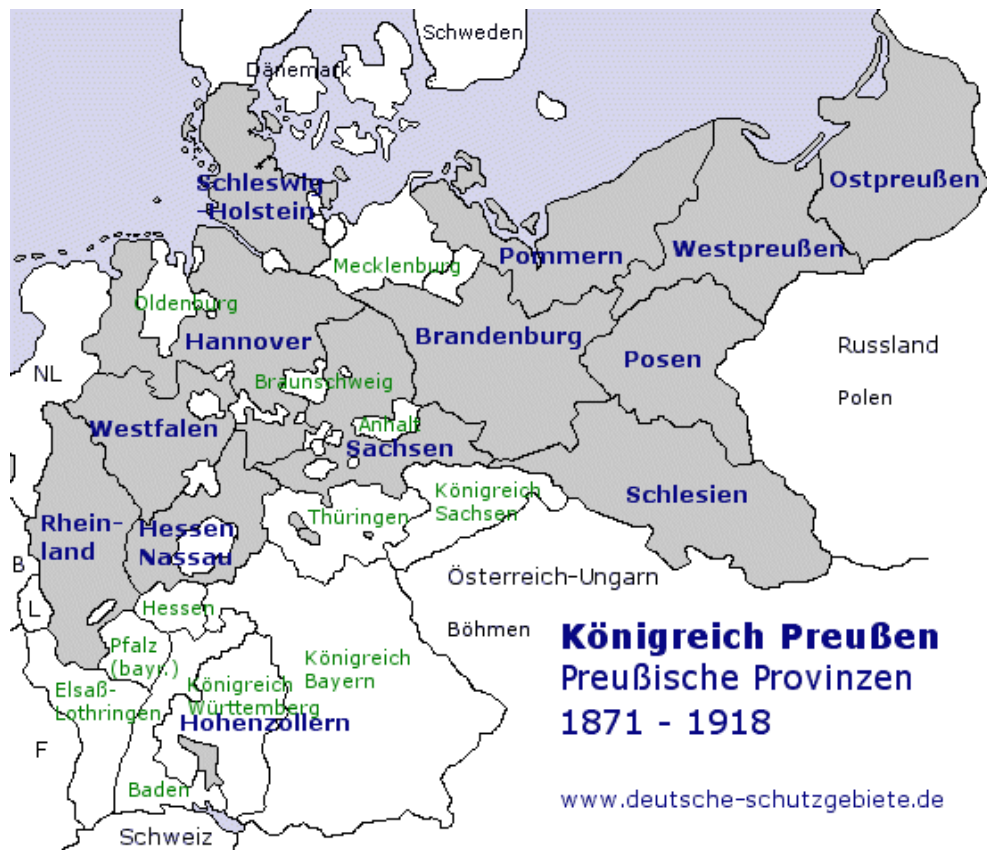 Schweden
Dänemark
Schleswig
-Holstein
Ostpreußen
Westpreußen
Pommern
Mecklenburg
Oldenburg
Hannover
Brandenburg
Posen
Russland
Polen
NL
Braunschweig
Westfalen
Anhalt
Sachsen
Königreich
Sachsen
Schlesien
Thüringen
Rhein-
land
Hessen
Nassau
B
Österreich-Ungarn
L
Hessen
Böhmen
Pfalz
(bayr.)
Königreich
Bayern
Elsaß-
Lothringen
Königreich
Württemberg
Hohenzollern
F
Baden
Schweiz
Königreich Preußen
Preußische Provinzen
1871 - 1918
www.deutsche-schutzgebiete.de